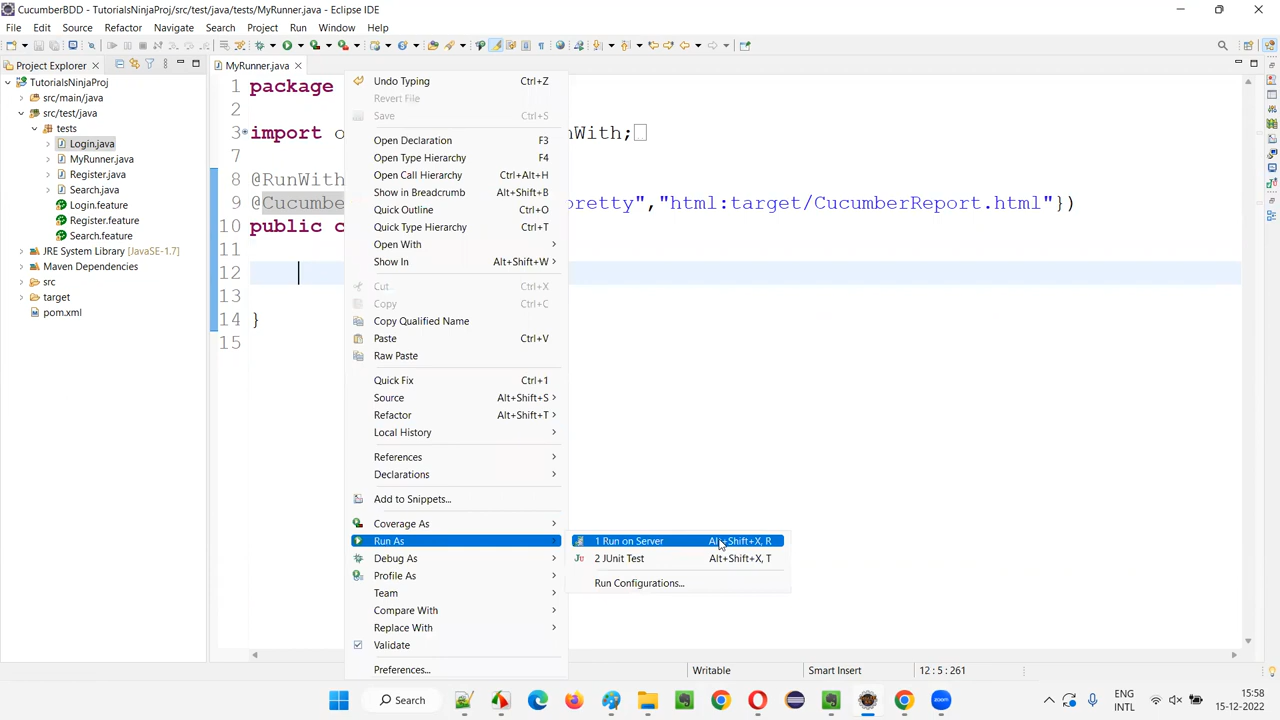 CucumberBDD - TutorialsNinjaProj/src/test/java/tests/MyRunner.java - Eclipse IDE
File Edit Source Refactor Navigate Search Project Run Window Help
Project Explorer
TutorialsNinjaProj
src/main/java
src/test/java
tests
Login.java
MyRunner.java
Register.java
Search.java
Login.feature
Register.feature
Search.feature
JRE System Library [JavaSE-1.7]
Maven Dependencies
src
target
pom.xml
MyRunner.java
1 package
2
3 import o nWith;
7
8 @RunWith
9 @Cucumbe retty","html:target/CucumberReport.html"})
10 public c
11
12
13
14 }
15
Undo Typing Ctrl+Z
Revert File
Save Ctrl+S
Open Declaration F3
Open Type Hierarchy F4
Open Call Hierarchy Ctrl+Alt+H
Show in Breadcrumb Alt+Shift+B
Quick Outline Ctrl+O
Quick Type Hierarchy Ctrl+T
Open With
Show In Alt+Shift+W
Cut Ctrl+X
Copy Ctrl+C
Copy Qualified Name
Paste Ctrl+V
Raw Paste
Quick Fix Ctrl+1
Source Alt+Shift+S
Refactor Alt+Shift+T
Local History
References
Declarations
Add to Snippets...
Coverage As
Run As
Debug As
Profile As
Team
Compare With
Replace With
Validate
Preferences...
1 Run on Server Alt+Shift+X, R
2 JUnit Test Alt+Shift+X, T
Run Configurations...
Writable Smart Insert 12:5:261
Search
zoom
ENG
INTL
15:58
15-12-2022